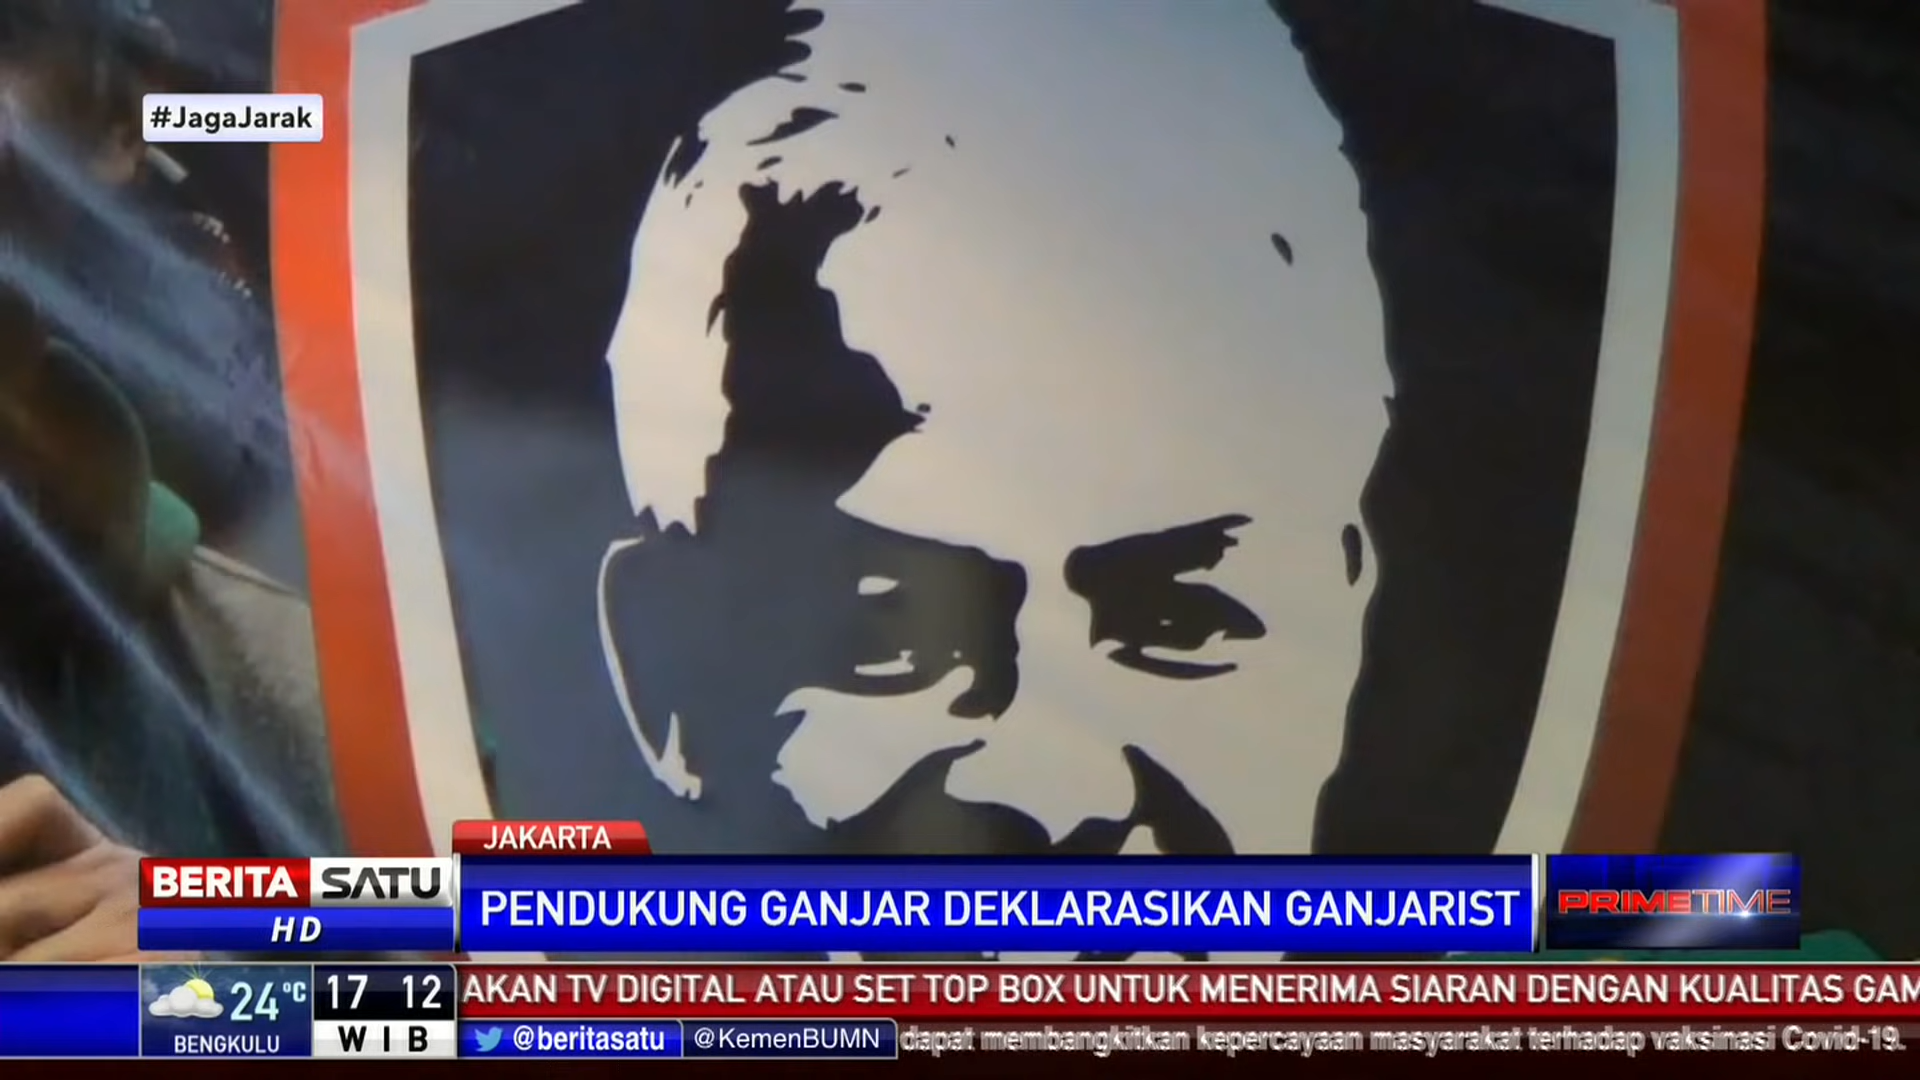 #JagaJarak
JAKARTA
BERITA SATU
HD
PENDUKUNG GANJAR DEKLARASIKAN GANJARIST
PRIMETIME
24°C
BENGKULU
17 12
WIB
AKAN TV DIGITAL ATAU SET TOP BOX UNTUK MENERIMA SIARAN DENGAN KUALITAS GAM
@beritasatu
@KemenBUMN
dapat membangkitkan kepercayaan masyarakat terhadap vaksinasi Covid-19.